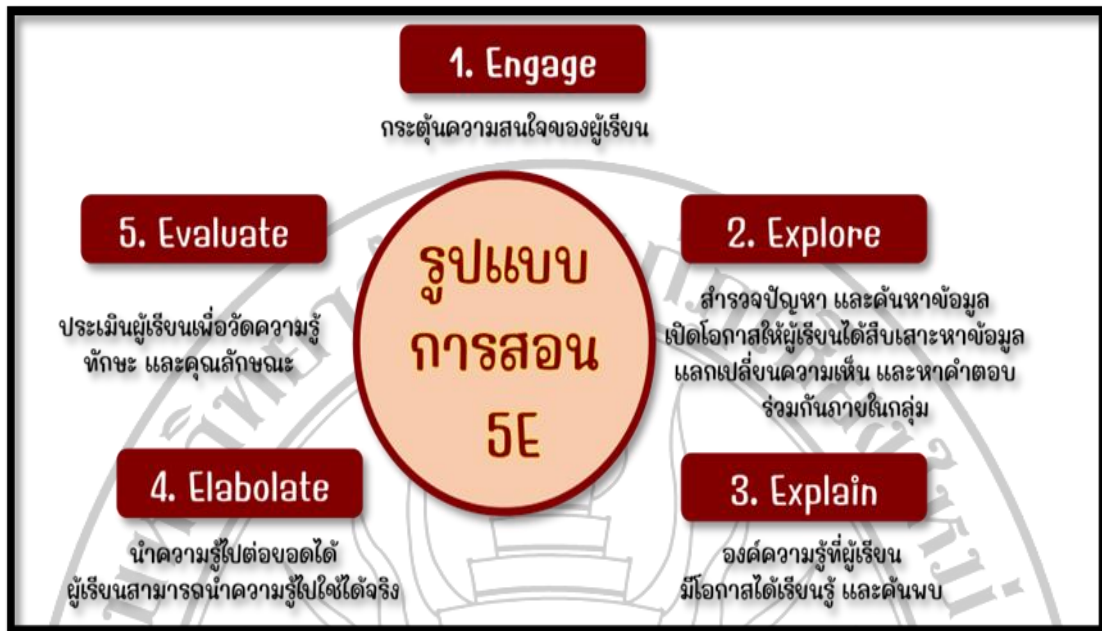 1. Engage
กระตุ้นความสนใจของผู้เรียน
รูปแบบ
การสอน
5E
2. Explore
สำรวจปัญหา และค้นหาข้อมูล
เปิดโอกาสให้ผู้เรียนได้สืบเสาะหาข้อมูล
แลกเปลี่ยนความเห็น และหาคำตอบ
ร่วมกันภายในกลุ่ม
3. Explain
องค์ความรู้ที่ผู้เรียน
มีโอกาสได้เรียนรู้ และค้นพบ
4. Elabolate
นำความรู้ไปต่อยอดได้
ผู้เรียนสามารถนำความรู้ไปใช้ได้จริง
5. Evaluate
ประเมินผู้เรียนเพื่อวัดความรู้
ทักษะ และคุณลักษณะ